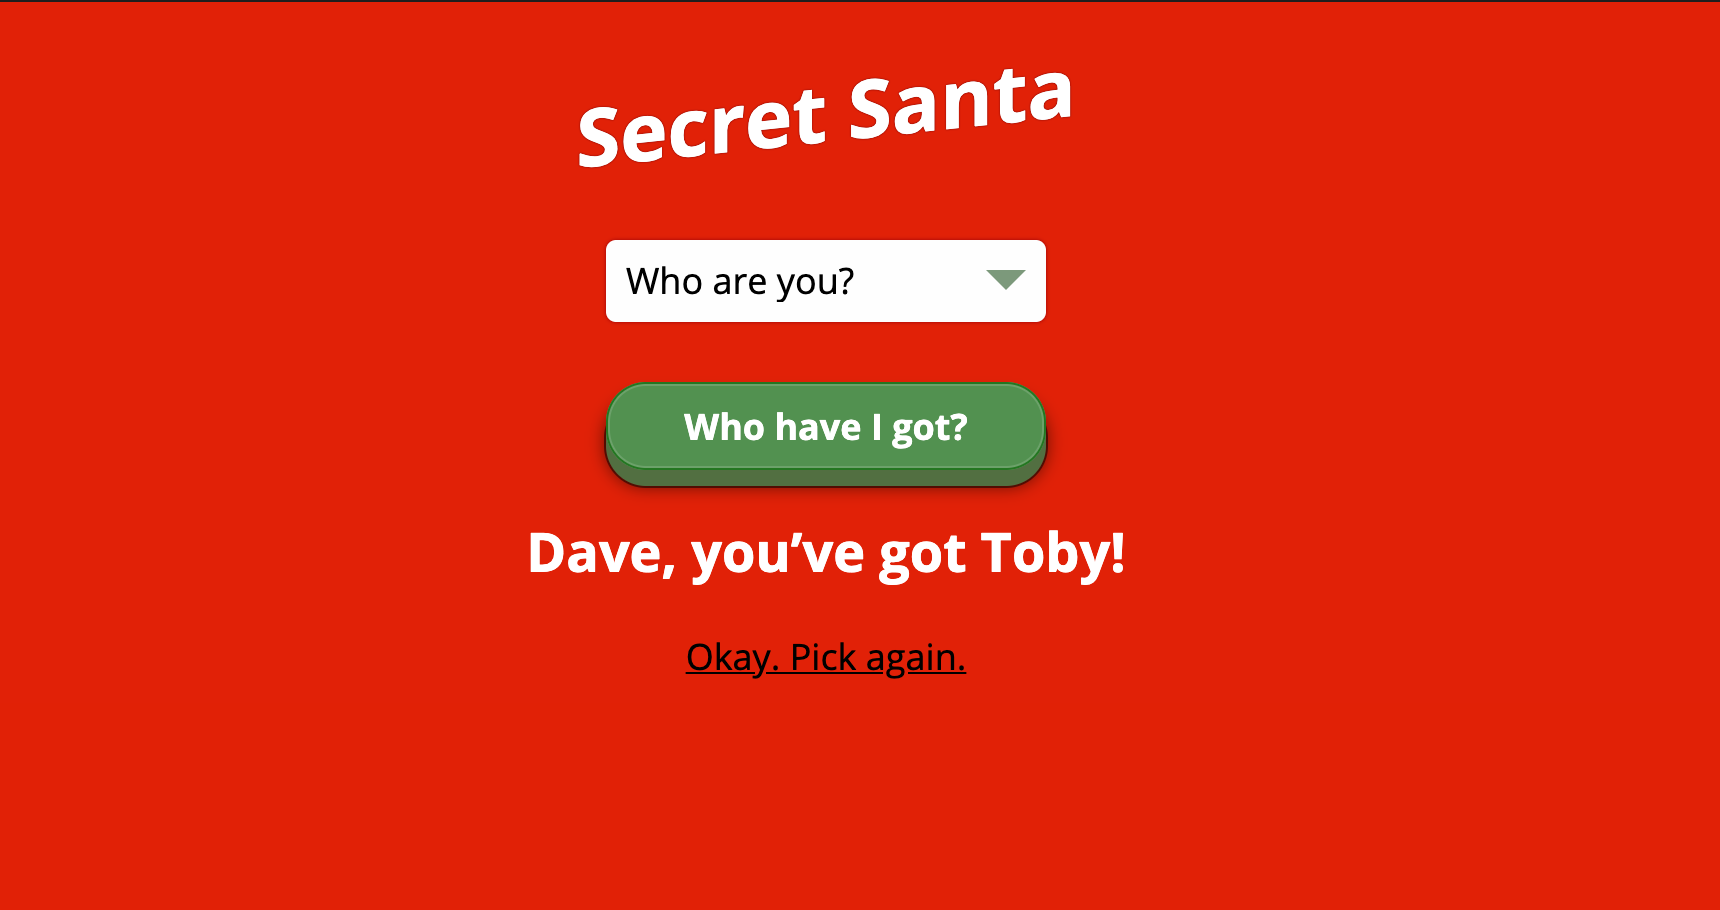 Secret Santa
Who are you?
Who have I got?
Dave, you’ve got Toby!
Okay. Pick again.